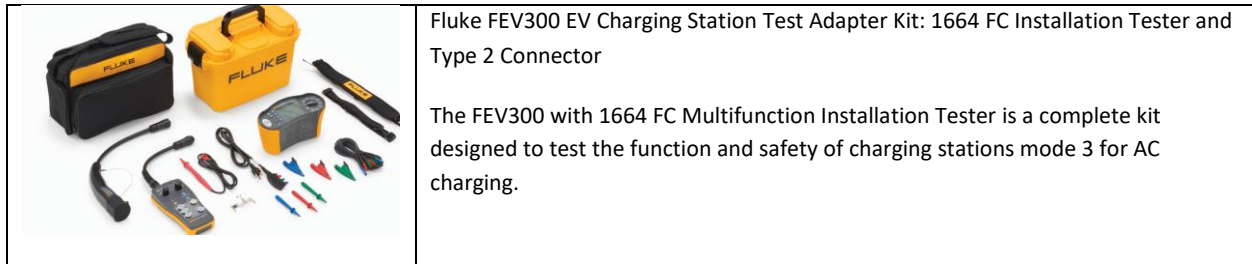 FLUKE
FLUKE
Fluke FEV300 EV Charging Station Test Adapter Kit: 1664 FC Installation Tester and
Type 2 Connector
The FEV300 with 1664 FC Multifunction Installation Tester is a complete kit
designed to test the function and safety of charging stations mode 3 for AC
charging.